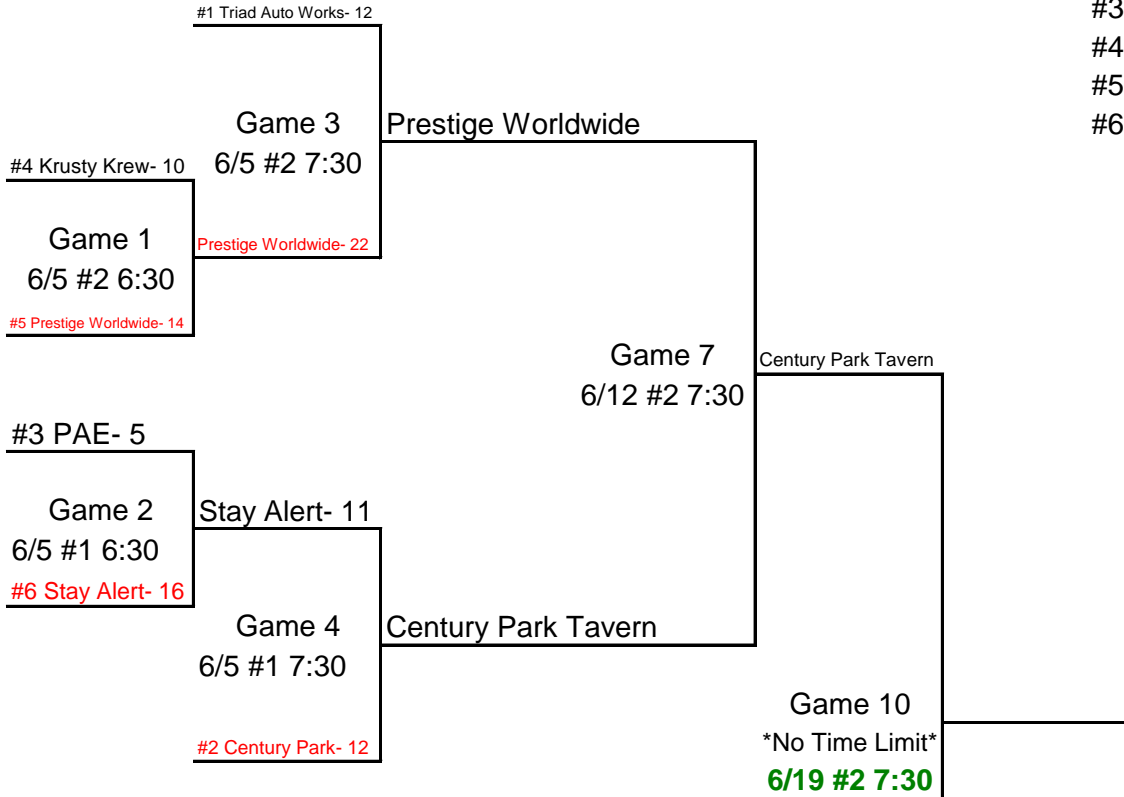 #1 Triad Auto Works- 12
#3
#4
#5
#6
Game 3
6/5 #2 7:30
Prestige Worldwide
#4 Krusty Krew- 10
Game 1
6/5 #2 6:30
Prestige Worldwide- 22
#5 Prestige Worldwide- 14
Game 7
6/12 #2 7:30
Century Park Tavern
#3 PAE- 5
Game 2
6/5 #1 6:30
Stay Alert- 11
#6 Stay Alert- 16
Game 4
6/5 #1 7:30
Century Park Tavern
#2 Century Park- 12
Game 10
*No Time Limit*
6/19 #2 7:30